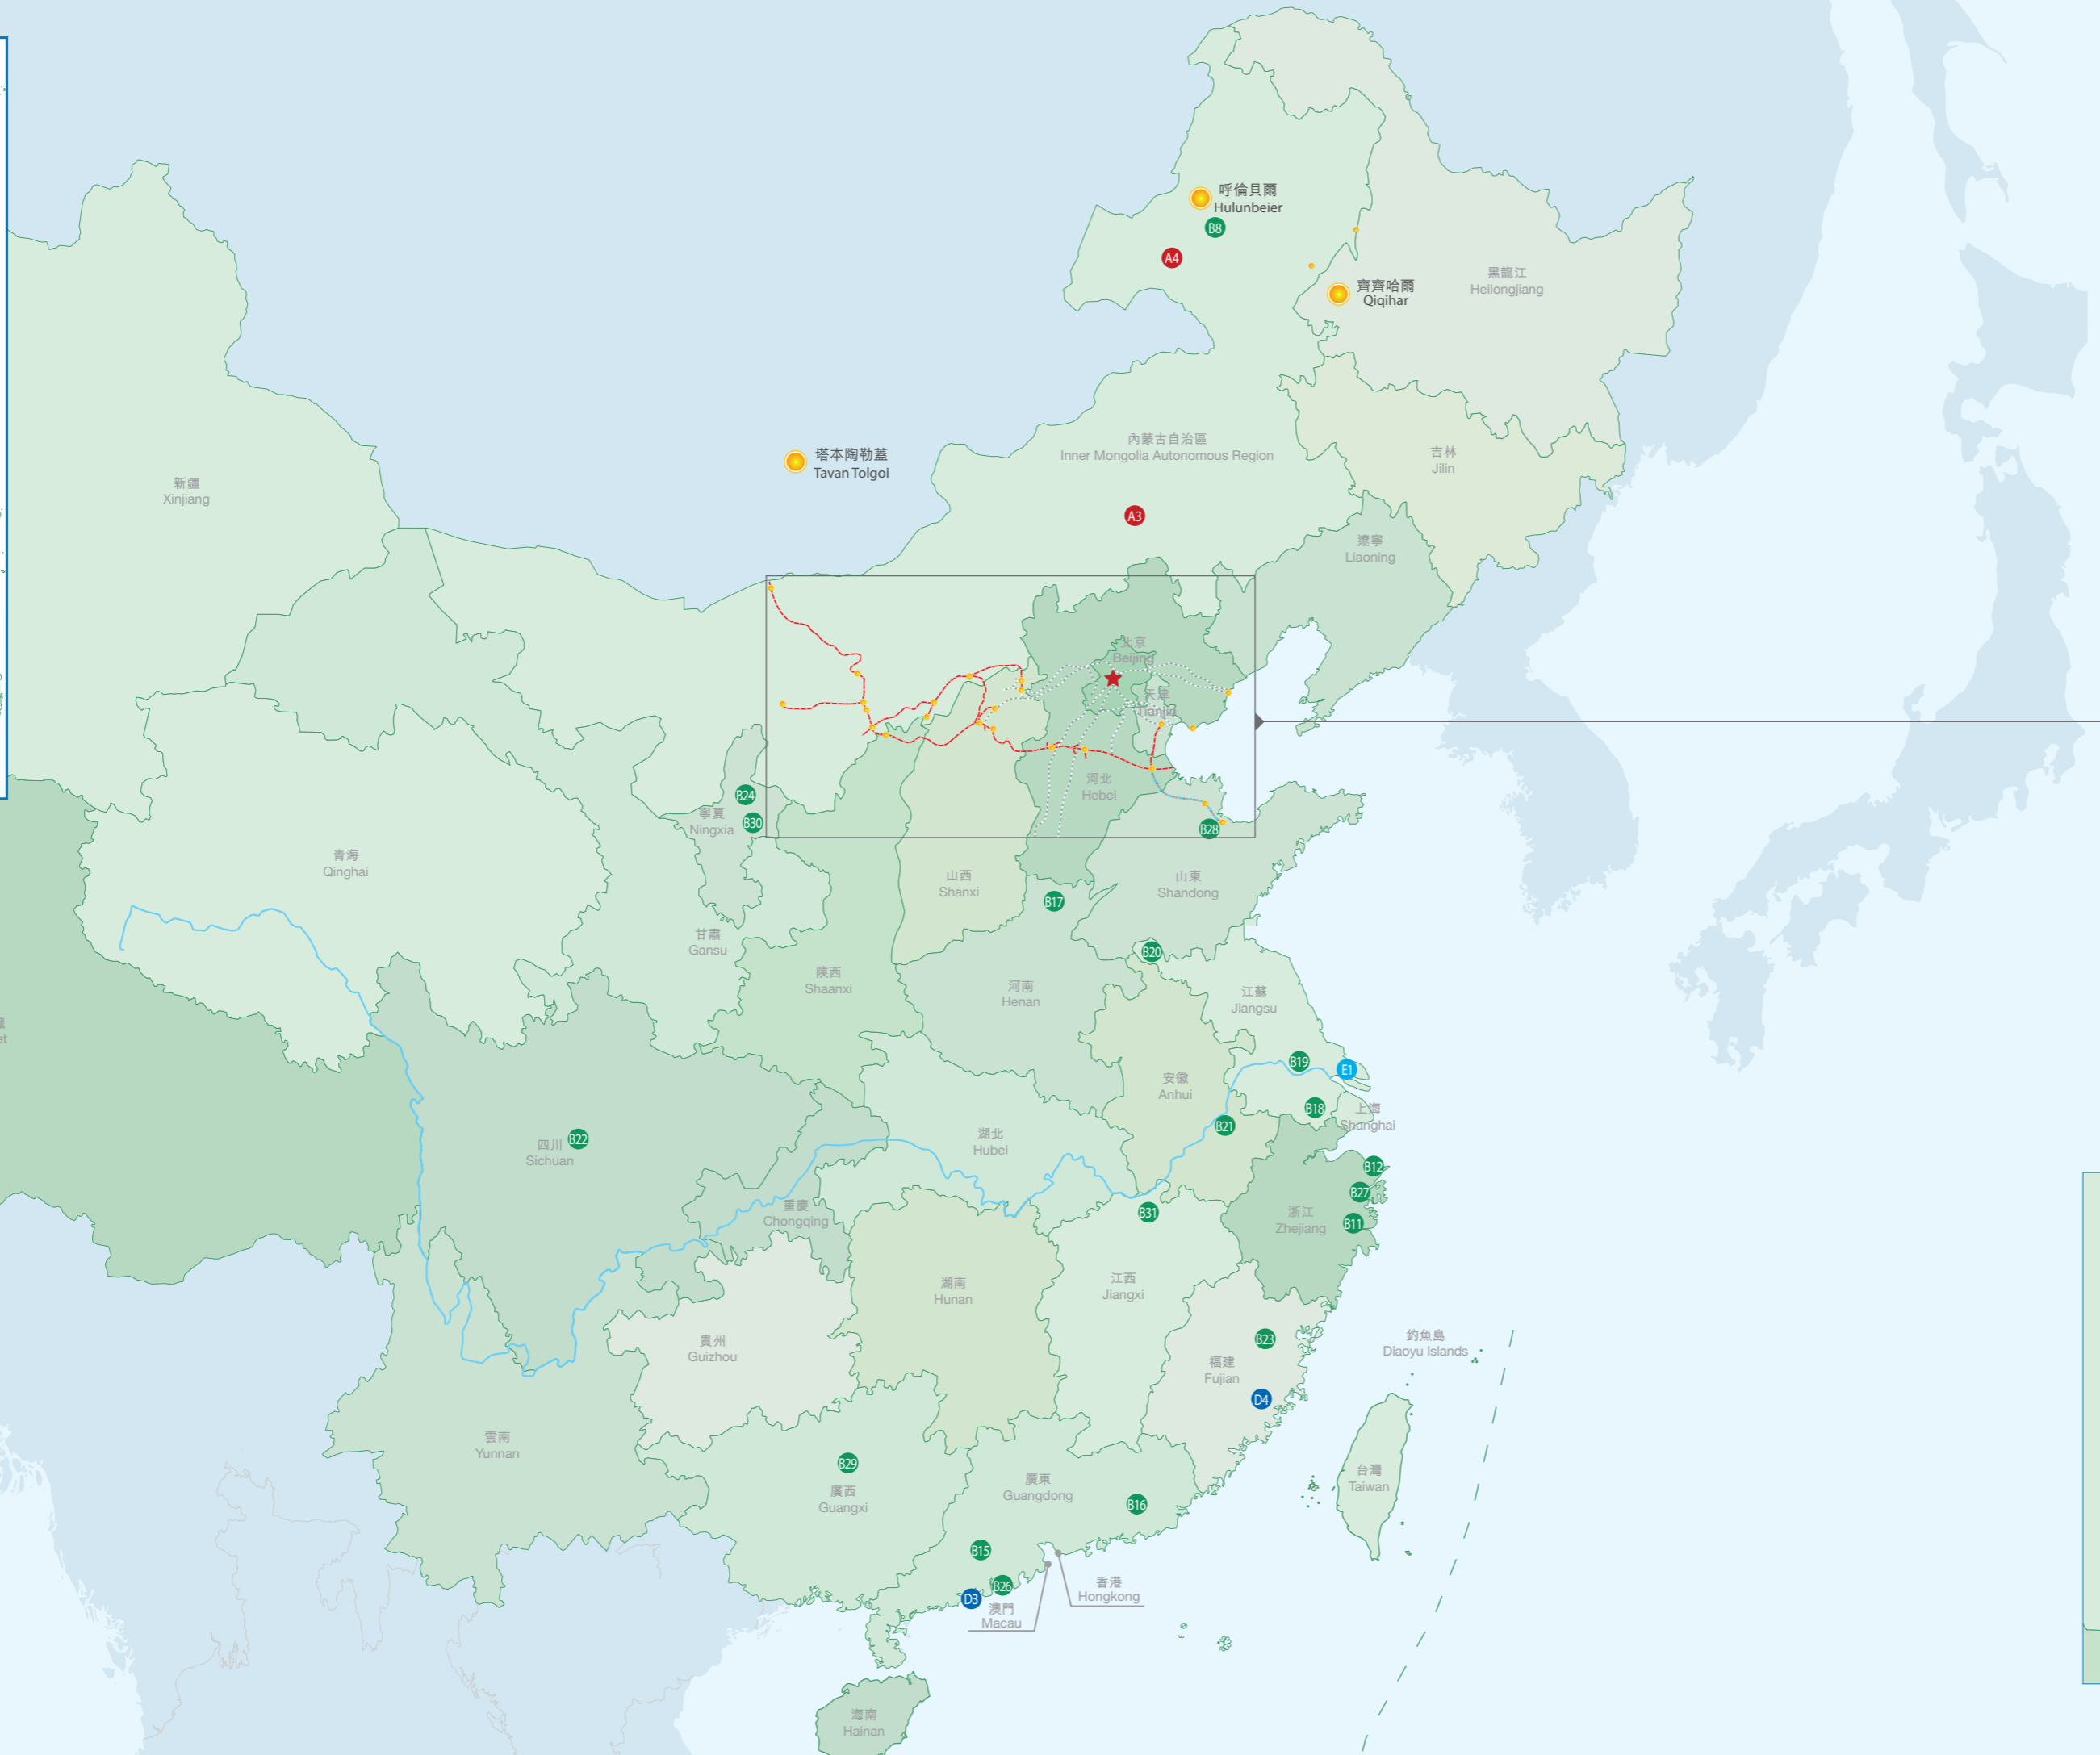 呼倫貝爾
Hulunbeier
B8
A4
齊齊哈爾
Qiqihar
黑龍江
Heilongjiang
內蒙古自治區
Inner Mongolia Autonomous Region
吉林
Jilin
塔本陶勒蓋
Tavan Tolgoi
新疆
Xinjiang
A3
遼寧
Liaoning
北京
Beijing
天津
Tianjin
河北
Hebei
B24
寧夏
Ningxia
B30
B28
青海
Qinghai
山西
Shanxi
山東
Shandong
B17
甘肅
Gansu
B20
陝西
Shaanxi
河南
Henan
江蘇
Jiangsu
B19
E1
安徽
Anhui
B18
上海
Shanghai
B21
四川
Sichuan
B22
湖北
Hubei
B12
B27
B11
重慶
Chongqing
B31
浙江
Zhejiang
湖南
Hunan
江西
Jiangxi
貴州
Guizhou
B23
釣魚島
Diaoyu Islands
福建
Fujian
D4
雲南
Yunnan
B29
廣西
Guangxi
廣東
Guangdong
B16
台灣
Taiwan
B15
B26
D3
香港
Hongkong
澳門
Macau
海南
Hainan